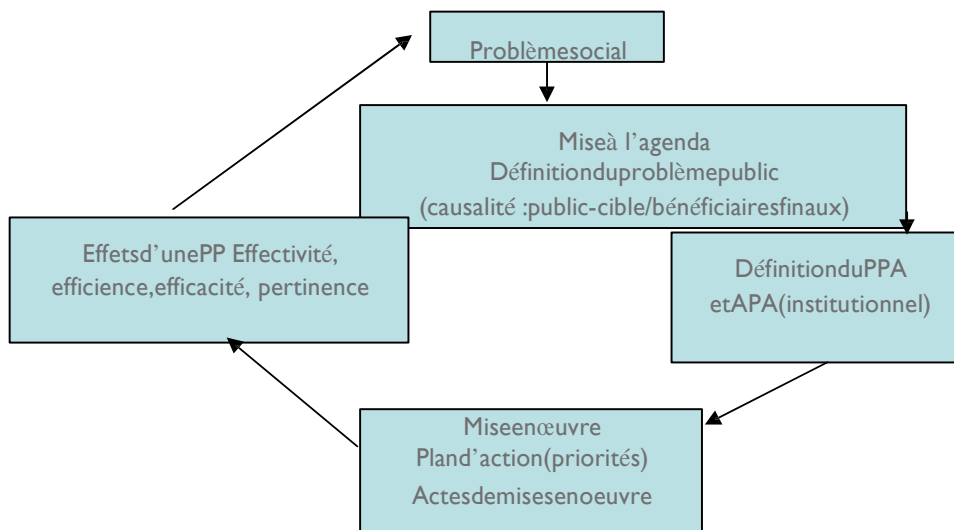 Problèmesocial
Miseà l'agenda
Définitionduproblèmepublic
(causalité :public-cible/bénéficiairesfinaux)
Effetsd'unePP Effectivité,
efficience,efficacité, pertinence
DéfinitionduPPA
etAPA(institutionnel)
Miseenœuvre
Pland'action(priorités)
Actesdemisesenoeuvre